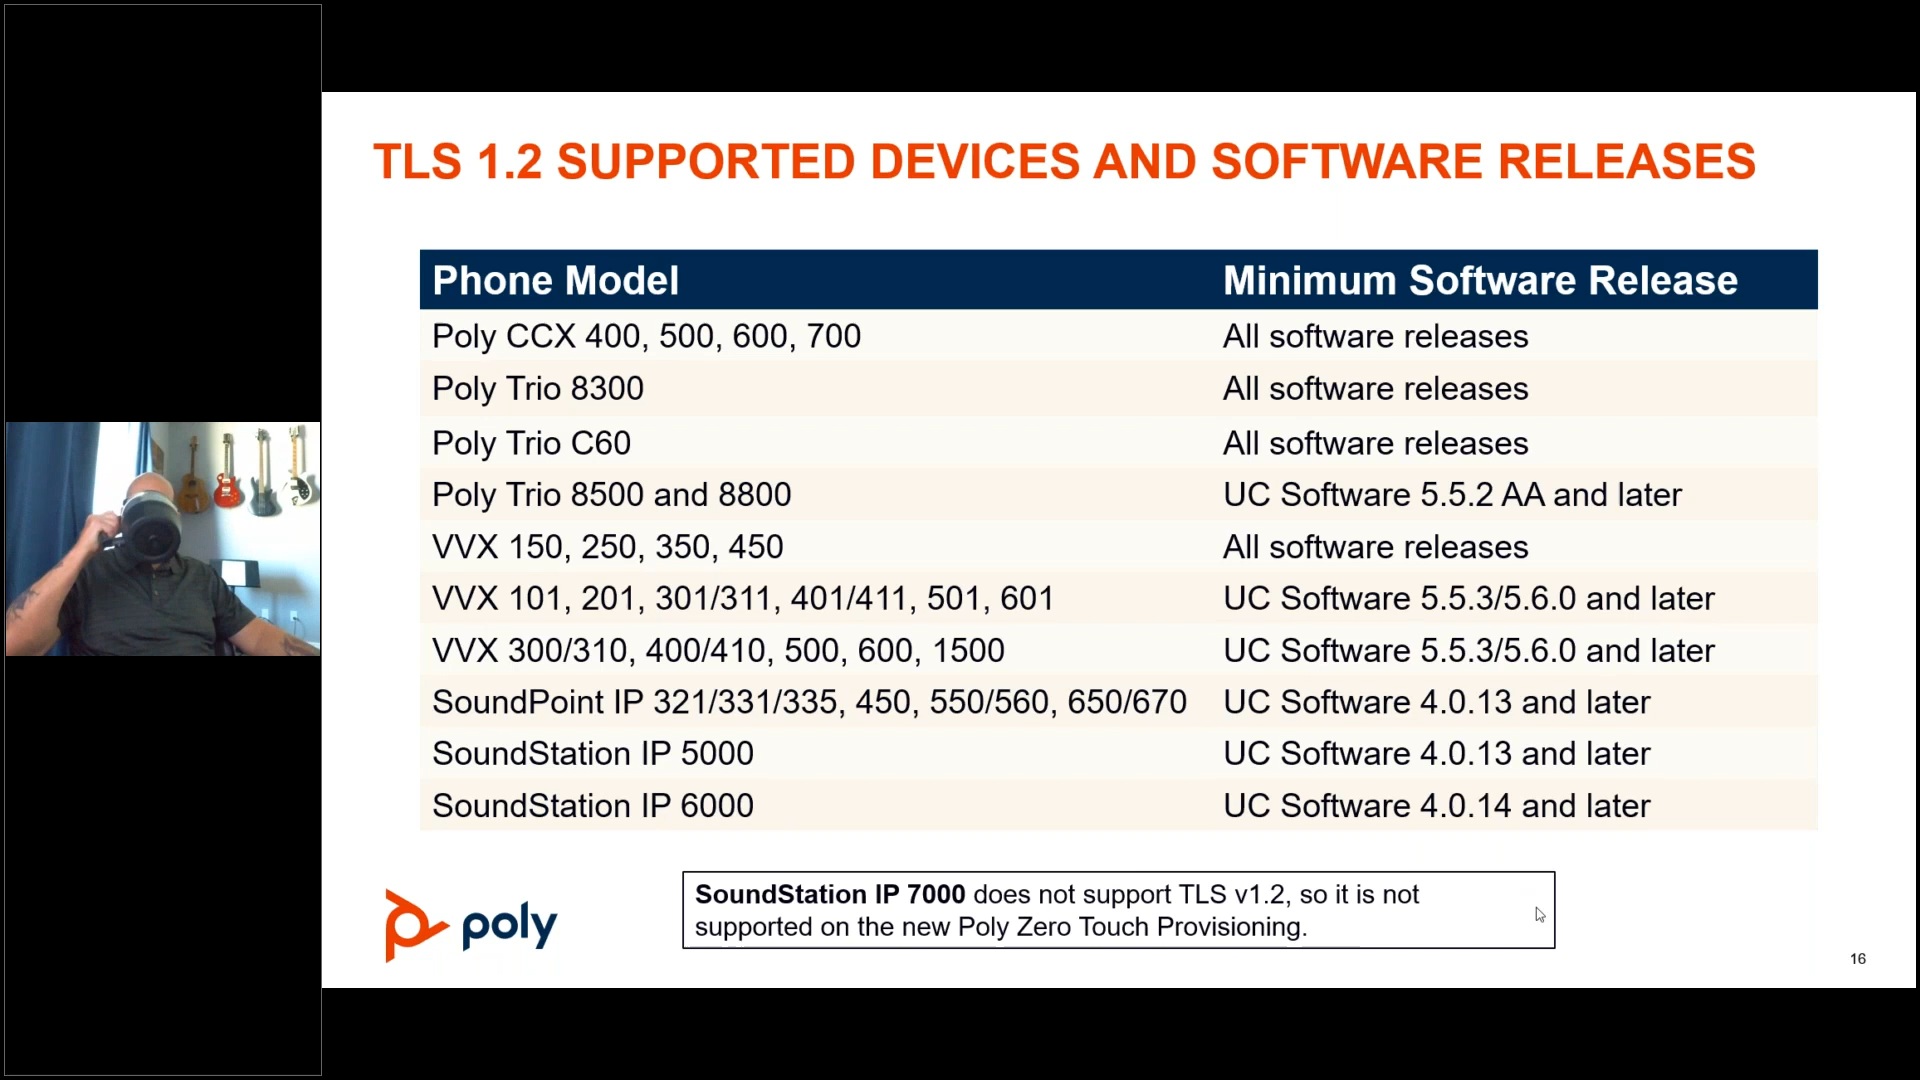 TLS 1.2 SUPPORTED DEVICES AND SOFTWARE RELEASES
Phone Model Minimum Software Release
Poly CCX 400, 500, 600, 700 All software releases
Poly Trio 8300 All software releases
Poly Trio C60 All software releases
Poly Trio 8500 and 8800 UC Software 5.5.2 AA and later
VVX 150, 250, 350, 450 All software releases
VVX 101, 201, 301/311, 401/411, 501, 601 UC Software 5.5.3/5.6.0 and later
VVX 300/310, 400/410, 500, 600, 1500 UC Software 5.5.3/5.6.0 and later
SoundPoint IP 321/331/335, 450, 550/560, 650/670 UC Software 4.0.13 and later
SoundStation IP 5000 UC Software 4.0.13 and later
SoundStation IP 6000 UC Software 4.0.14 and later
poly
SoundStation IP 7000 does not support TLS v1.2, so it is not
supported on the new Poly Zero Touch Provisioning.
16